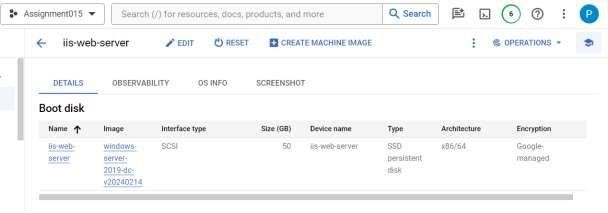 Assignment015
Search (/) for resources, docs, products, and more
Search
6
P
iis-web-server
EDIT
RESET
CREATE MACHINE IMAGE
OPERATIONS
DETAILS
OBSERVABILITY
OS INFO
SCREENSHOT
Boot disk
Name Image Interface type Size (GB) Device name Type Architecture Encryption
iis-web- windows- SCSI 50 iis-web-server SSD x86/64 Google-
server server- persistent managed
2019-dc- disk
v20240214